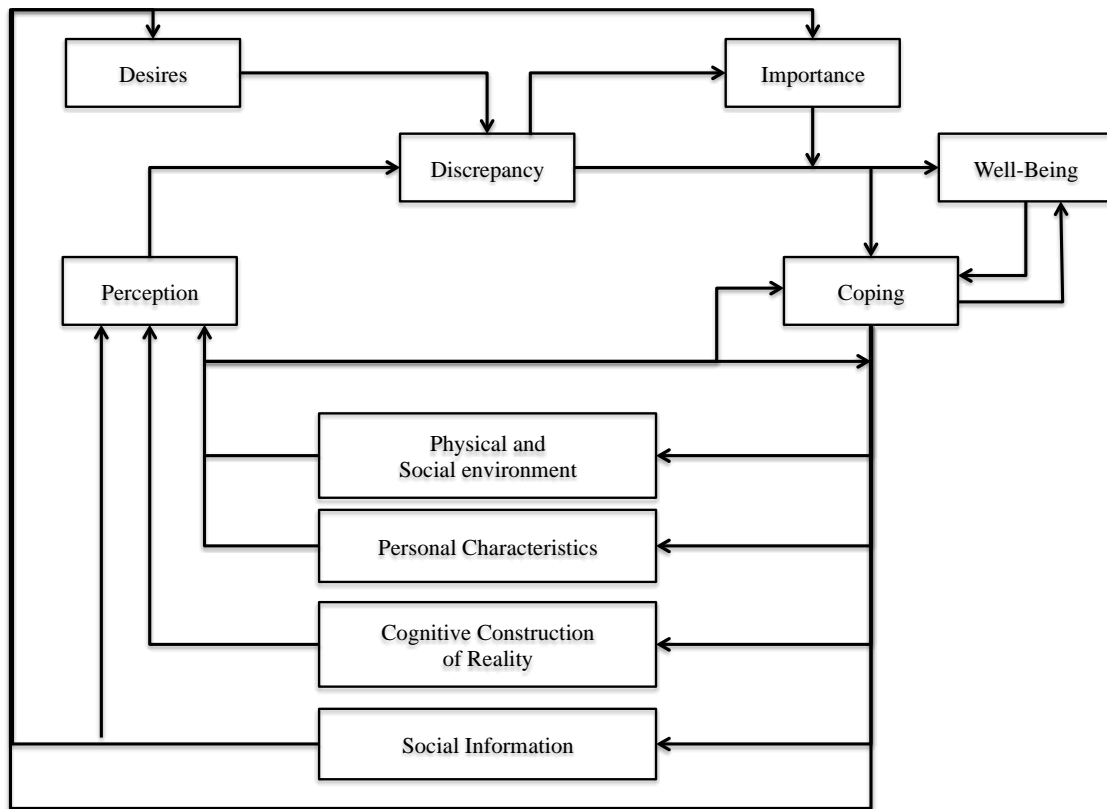 Desires
Importance
Discrepancy
Well-Being
Perception
Coping
Physical and
Social environment
Personal Characteristics
Cognitive Construction
of Reality
Social Information